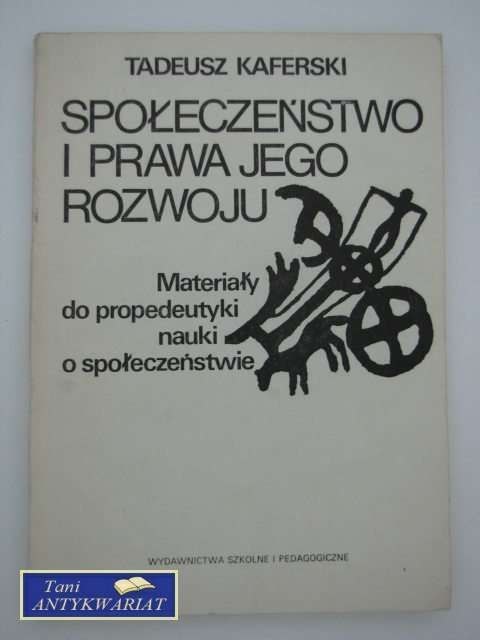 TADEUSZ KAFERSKI
SPOŁECZEŃSTWO
I PRAWA JEGO
ROZWOJU
Materiały
do propedeutyki
nauki
o społeczeństwie
WYDAWNICTWA SZKOLNE I PEDAGOGICZNE
Tani
ANTYKWARIAT